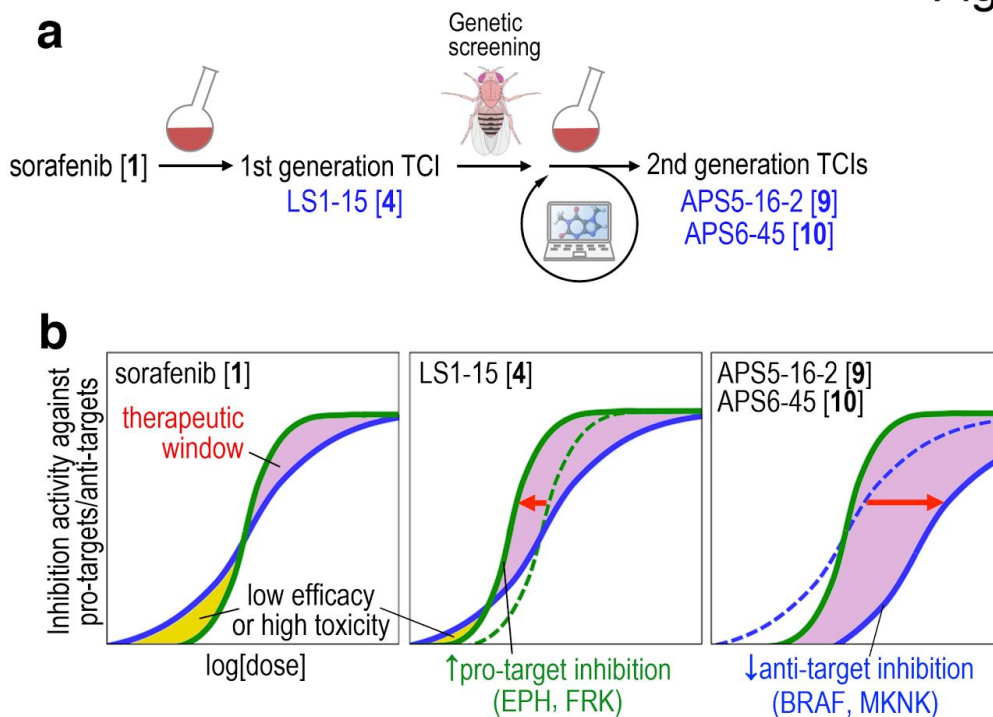 Fig
a
Genetic
screening
sorafenib [1]
1st generation TCI
LS1-15 [4]
2nd generation TCIs
APS5-16-2 [9]
APS6-45 [10]
b
Inhibition activity against
pro-targets/anti-targets
sorafenib [1]
therapeutic
window
low efficacy
or high toxicity
log[dose]
LS1-15 [4]
↑pro-target inhibition
(EPH, FRK)
APS5-16-2 [9]
APS6-45 [10]
↓anti-target inhibition
(BRAF, MKNK)